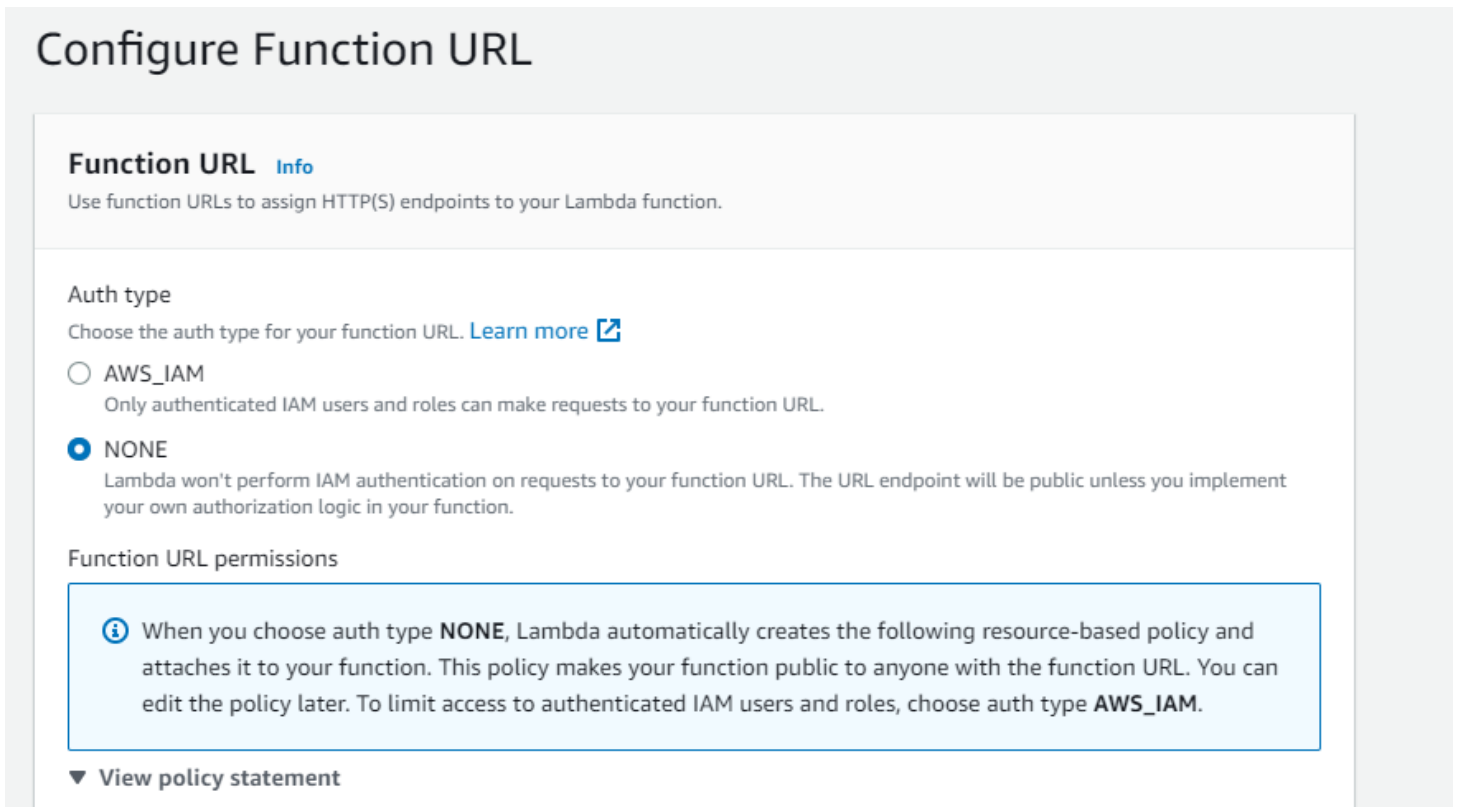 Configure Function URL
Function URL Info
Use function URLs to assign HTTP(S) endpoints to your Lambda function.
Auth type
Choose the auth type for your function URL. Learn more
AWS_IAM
Only authenticated IAM users and roles can make requests to your function URL.
NONE
Lambda won't perform IAM authentication on requests to your function URL. The URL endpoint will be public unless you implement
your own authorization logic in your function.
Function URL permissions
When you choose auth type NONE, Lambda automatically creates the following resource-based policy and
attaches it to your function. This policy makes your function public to anyone with the function URL. You can
edit the policy later. To limit access to authenticated IAM users and roles, choose auth type AWS_IAM.
View policy statement